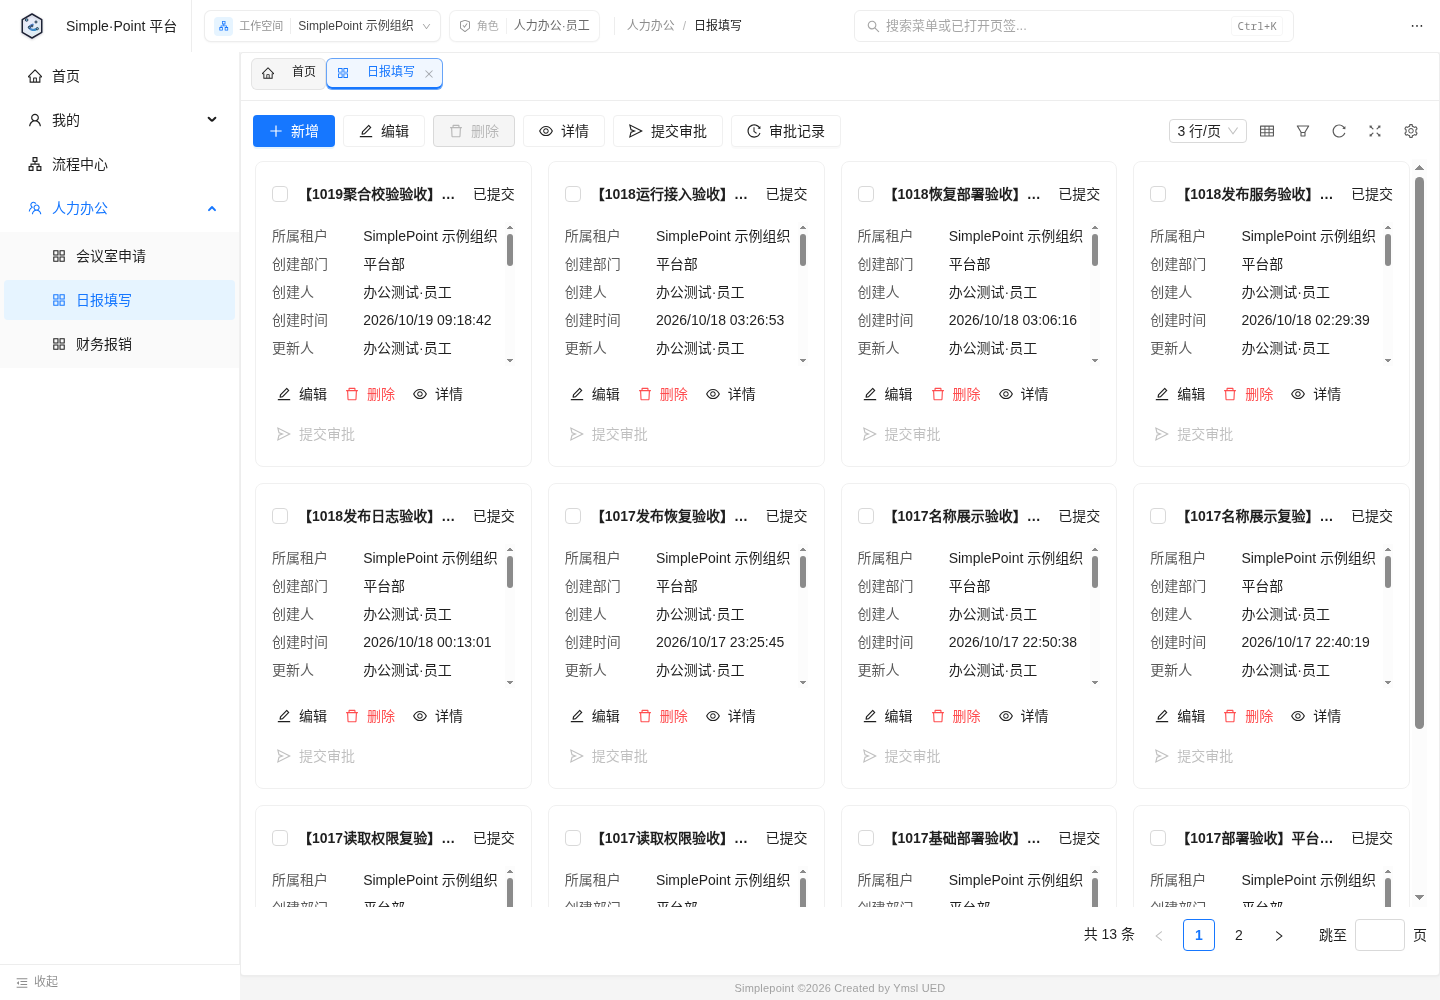 Simple·Point 平台
工作空间 SimplePoint 示例组织
角色 人力办公·员工
人力办公 / 日报填写
搜索菜单或已打开页签... Ctrl+K
首页
我的
流程中心
人力办公
会议室申请
日报填写
财务报销
收起
首页 日报填写
新增 编辑 删除 详情 提交审批 审批记录 3 行/页
【1019聚合校验验收】... 已提交
所属租户 SimplePoint 示例组织
创建部门 平台部
创建人 办公测试·员工
创建时间 2026/10/19 09:18:42
更新人 办公测试·员工
编辑 删除 详情
提交审批
【1018运行接入验收】... 已提交
所属租户 SimplePoint 示例组织
创建部门 平台部
创建人 办公测试·员工
创建时间 2026/10/18 03:26:53
更新人 办公测试·员工
编辑 删除 详情
提交审批
【1018恢复部署验收】... 已提交
所属租户 SimplePoint 示例组织
创建部门 平台部
创建人 办公测试·员工
创建时间 2026/10/18 03:06:16
更新人 办公测试·员工
编辑 删除 详情
提交审批
【1018发布服务验收】... 已提交
所属租户 SimplePoint 示例组织
创建部门 平台部
创建人 办公测试·员工
创建时间 2026/10/18 02:29:39
更新人 办公测试·员工
编辑 删除 详情
提交审批
【1018发布日志验收】... 已提交
所属租户 SimplePoint 示例组织
创建部门 平台部
创建人 办公测试·员工
创建时间 2026/10/18 00:13:01
更新人 办公测试·员工
编辑 删除 详情
提交审批
【1017发布恢复验收】... 已提交
所属租户 SimplePoint 示例组织
创建部门 平台部
创建人 办公测试·员工
创建时间 2026/10/17 23:25:45
更新人 办公测试·员工
编辑 删除 详情
提交审批
【1017名称展示验收】... 已提交
所属租户 SimplePoint 示例组织
创建部门 平台部
创建人 办公测试·员工
创建时间 2026/10/17 22:50:38
更新人 办公测试·员工
编辑 删除 详情
提交审批
【1017名称展示复验】... 已提交
所属租户 SimplePoint 示例组织
创建部门 平台部
创建人 办公测试·员工
创建时间 2026/10/17 22:40:19
更新人 办公测试·员工
编辑 删除 详情
提交审批
【1017读取权限复验】... 已提交
所属租户 SimplePoint 示例组织
创建部门 平台部
【1017读取权限验收】... 已提交
所属租户 SimplePoint 示例组织
创建部门 平台部
【1017基础部署验收】... 已提交
所属租户 SimplePoint 示例组织
创建部门 平台部
【1017部署验收】平台... 已提交
所属租户 SimplePoint 示例组织
创建部门 平台部
共 13 条 1 2 跳至 页
Simplepoint ©2026 Created by Ymsl UED